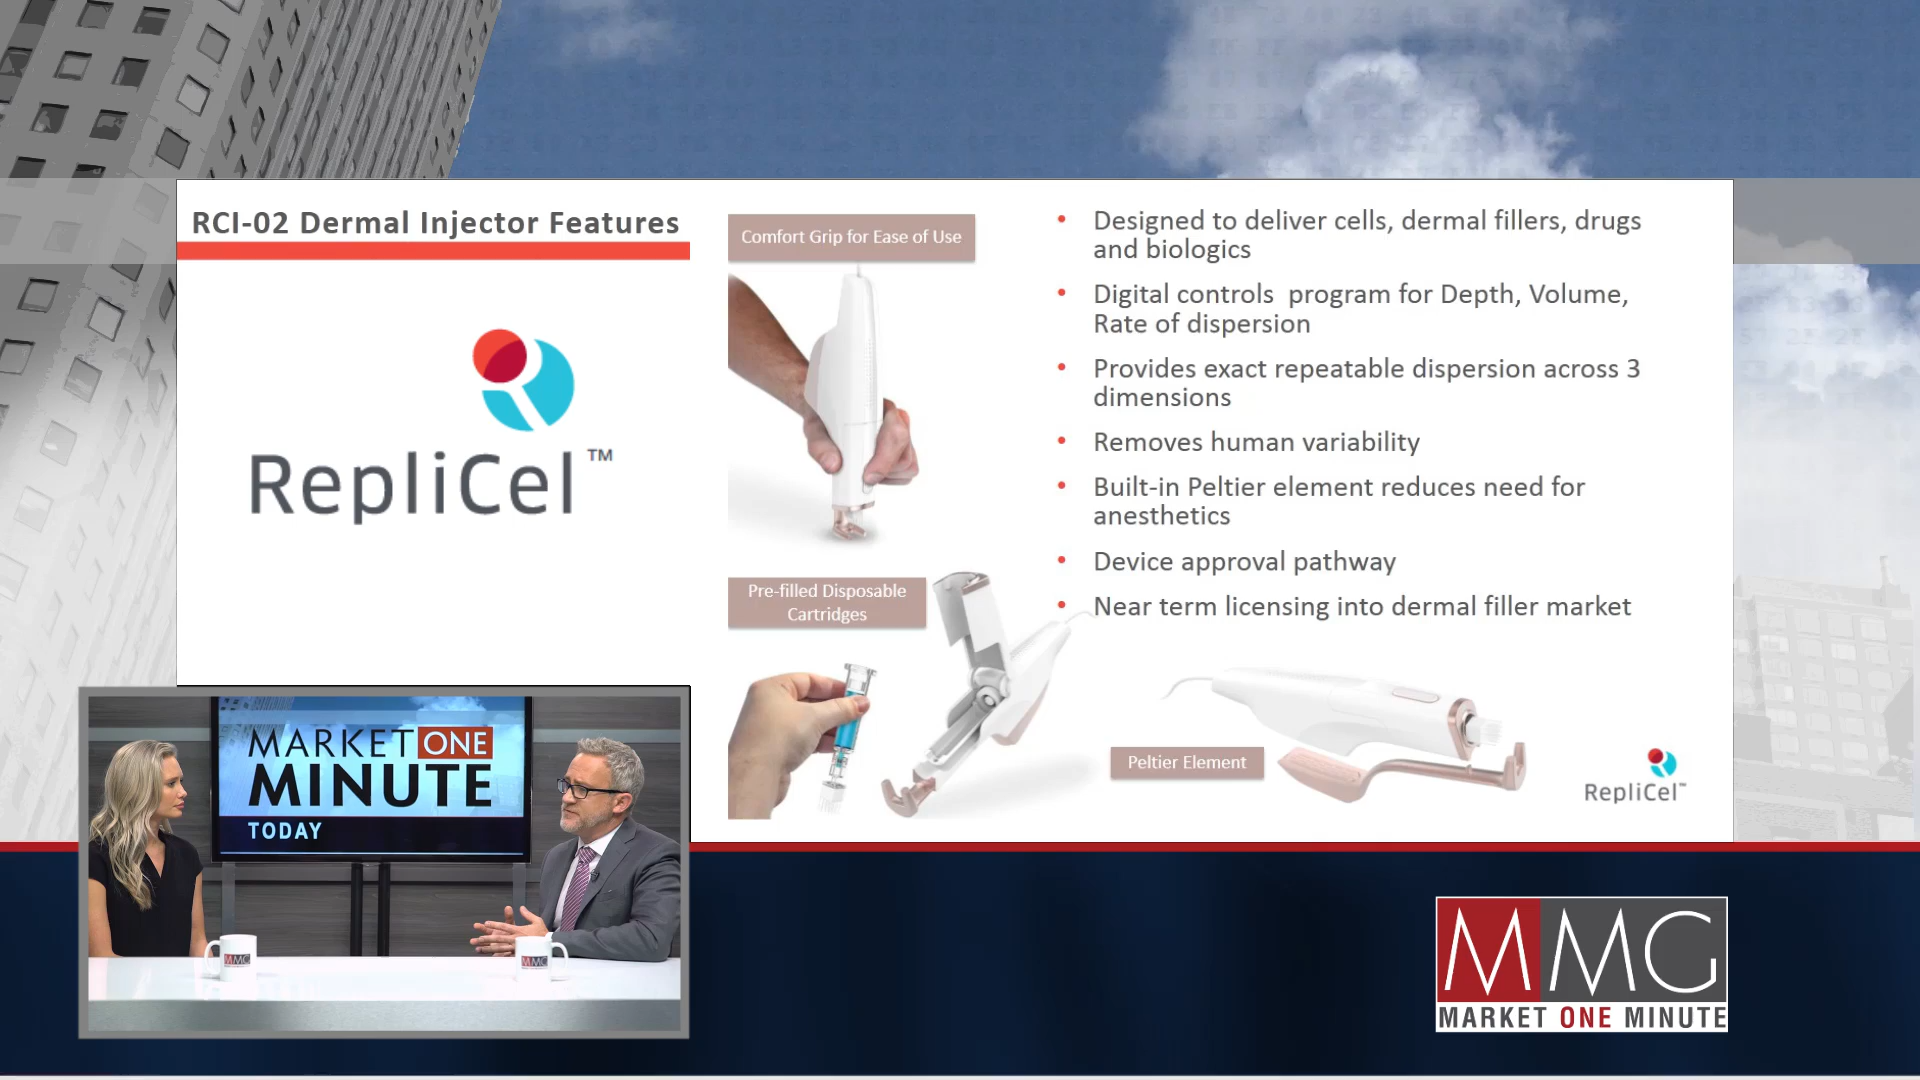 RCI-02 Dermal Injector Features
RepliCel™
Comfort Grip for Ease of Use
Pre-filled Disposable
Cartridges
Peltier Element
• Designed to deliver cells, dermal fillers, drugs
and biologics
• Digital controls  program for Depth, Volume,
Rate of dispersion
• Provides exact repeatable dispersion across 3
dimensions
• Removes human variability
• Built-in Peltier element reduces need for
anesthetics
• Device approval pathway
• Near term licensing into dermal filler market
RepliCel™
MARKET ONE
MINUTE
TODAY
MMG
MMG
MMG
MARKET ONE MINUTE